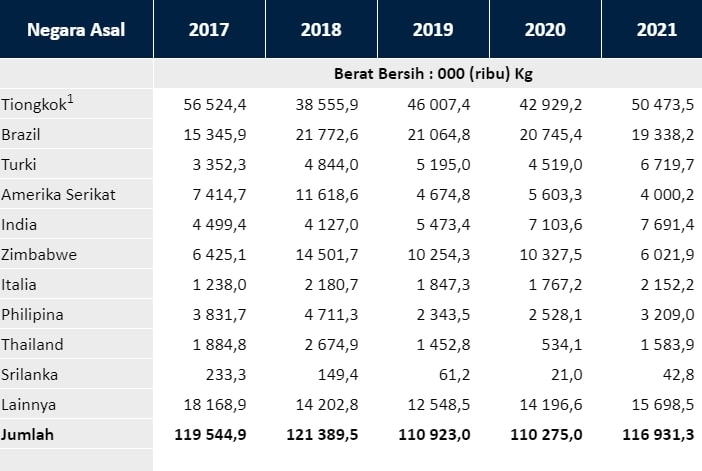 Negara Asal 2017 2018 2019 2020 2021
Berat Bersih : 000 (ribu) Kg
Tiongkok1 56 524,4 38 555,9 46 007,4 42 929,2 50 473,5
Brazil 15 345,9 21 772,6 21 064,8 20 745,4 19 338,2
Turki 3 352,3 4 844,0 5 195,0 4 519,0 6 719,7
Amerika Serikat 7 414,7 11 618,6 4 674,8 5 603,3 4 000,2
India 4 499,4 4 127,0 5 473,4 7 103,6 7 691,4
Zimbabwe 6 425,1 14 501,7 10 254,3 10 327,5 6 021,9
Italia 1 238,0 2 180,7 1 847,3 1 767,2 2 152,2
Philipina 3 831,7 4 711,3 2 343,5 2 528,1 3 209,0
Thailand 1 884,8 2 674,9 1 452,8 534,1 1 583,9
Srilanka 233,3 149,4 61,2 21,0 42,8
Lainnya 18 168,9 14 202,8 12 548,5 14 196,6 15 698,5
Jumlah 119 544,9 121 389,5 110 923,0 110 275,0 116 931,3